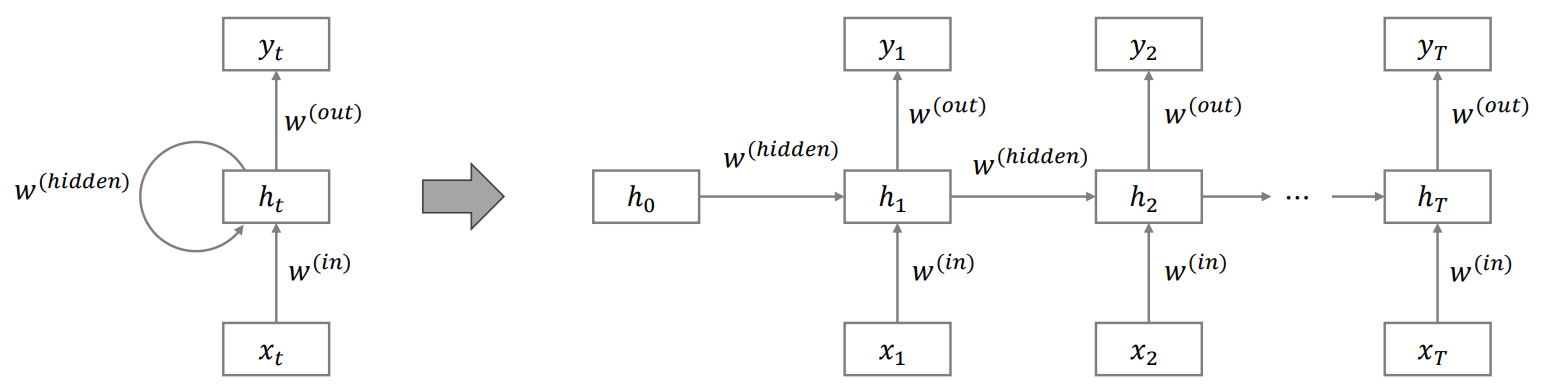 y_t y_1 y_2 y_T
w^(out) w^(out) w^(out) w^(out)
w^(hidden) w^(hidden) w^(hidden)
h_t h_0 h_1 h_2 ... h_T
w^(in) w^(in) w^(in) w^(in)
x_t x_1 x_2 x_T